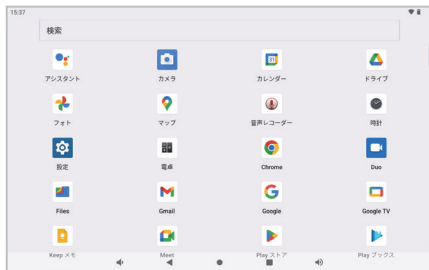 15:37
検索
アシスタント カメラ カレンダー ドライブ
フォト マップ 音声レコーダー 時計
設定 電卓 Chrome Duo
Files Gmail Google Google TV
Keep メモ Meet Play ストア Play ブックス